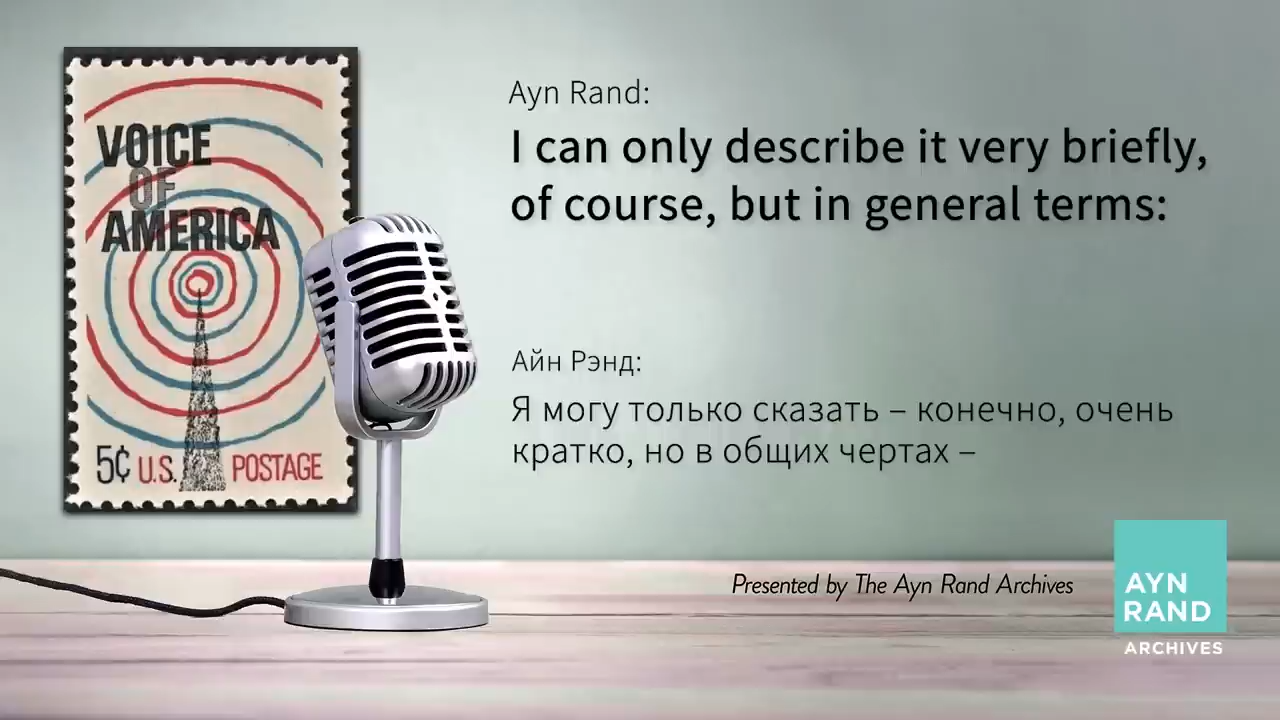 VOICE
OF
AMERICA
5¢ U.S. POSTAGE
Ayn Rand:
I can only describe it very briefly,
of course, but in general terms:
Айн Рэнд:
Я могу только сказать – конечно, очень
кратко, но в общих чертах –
Presented by The Ayn Rand Archives
AYN
RAND
ARCHIVES